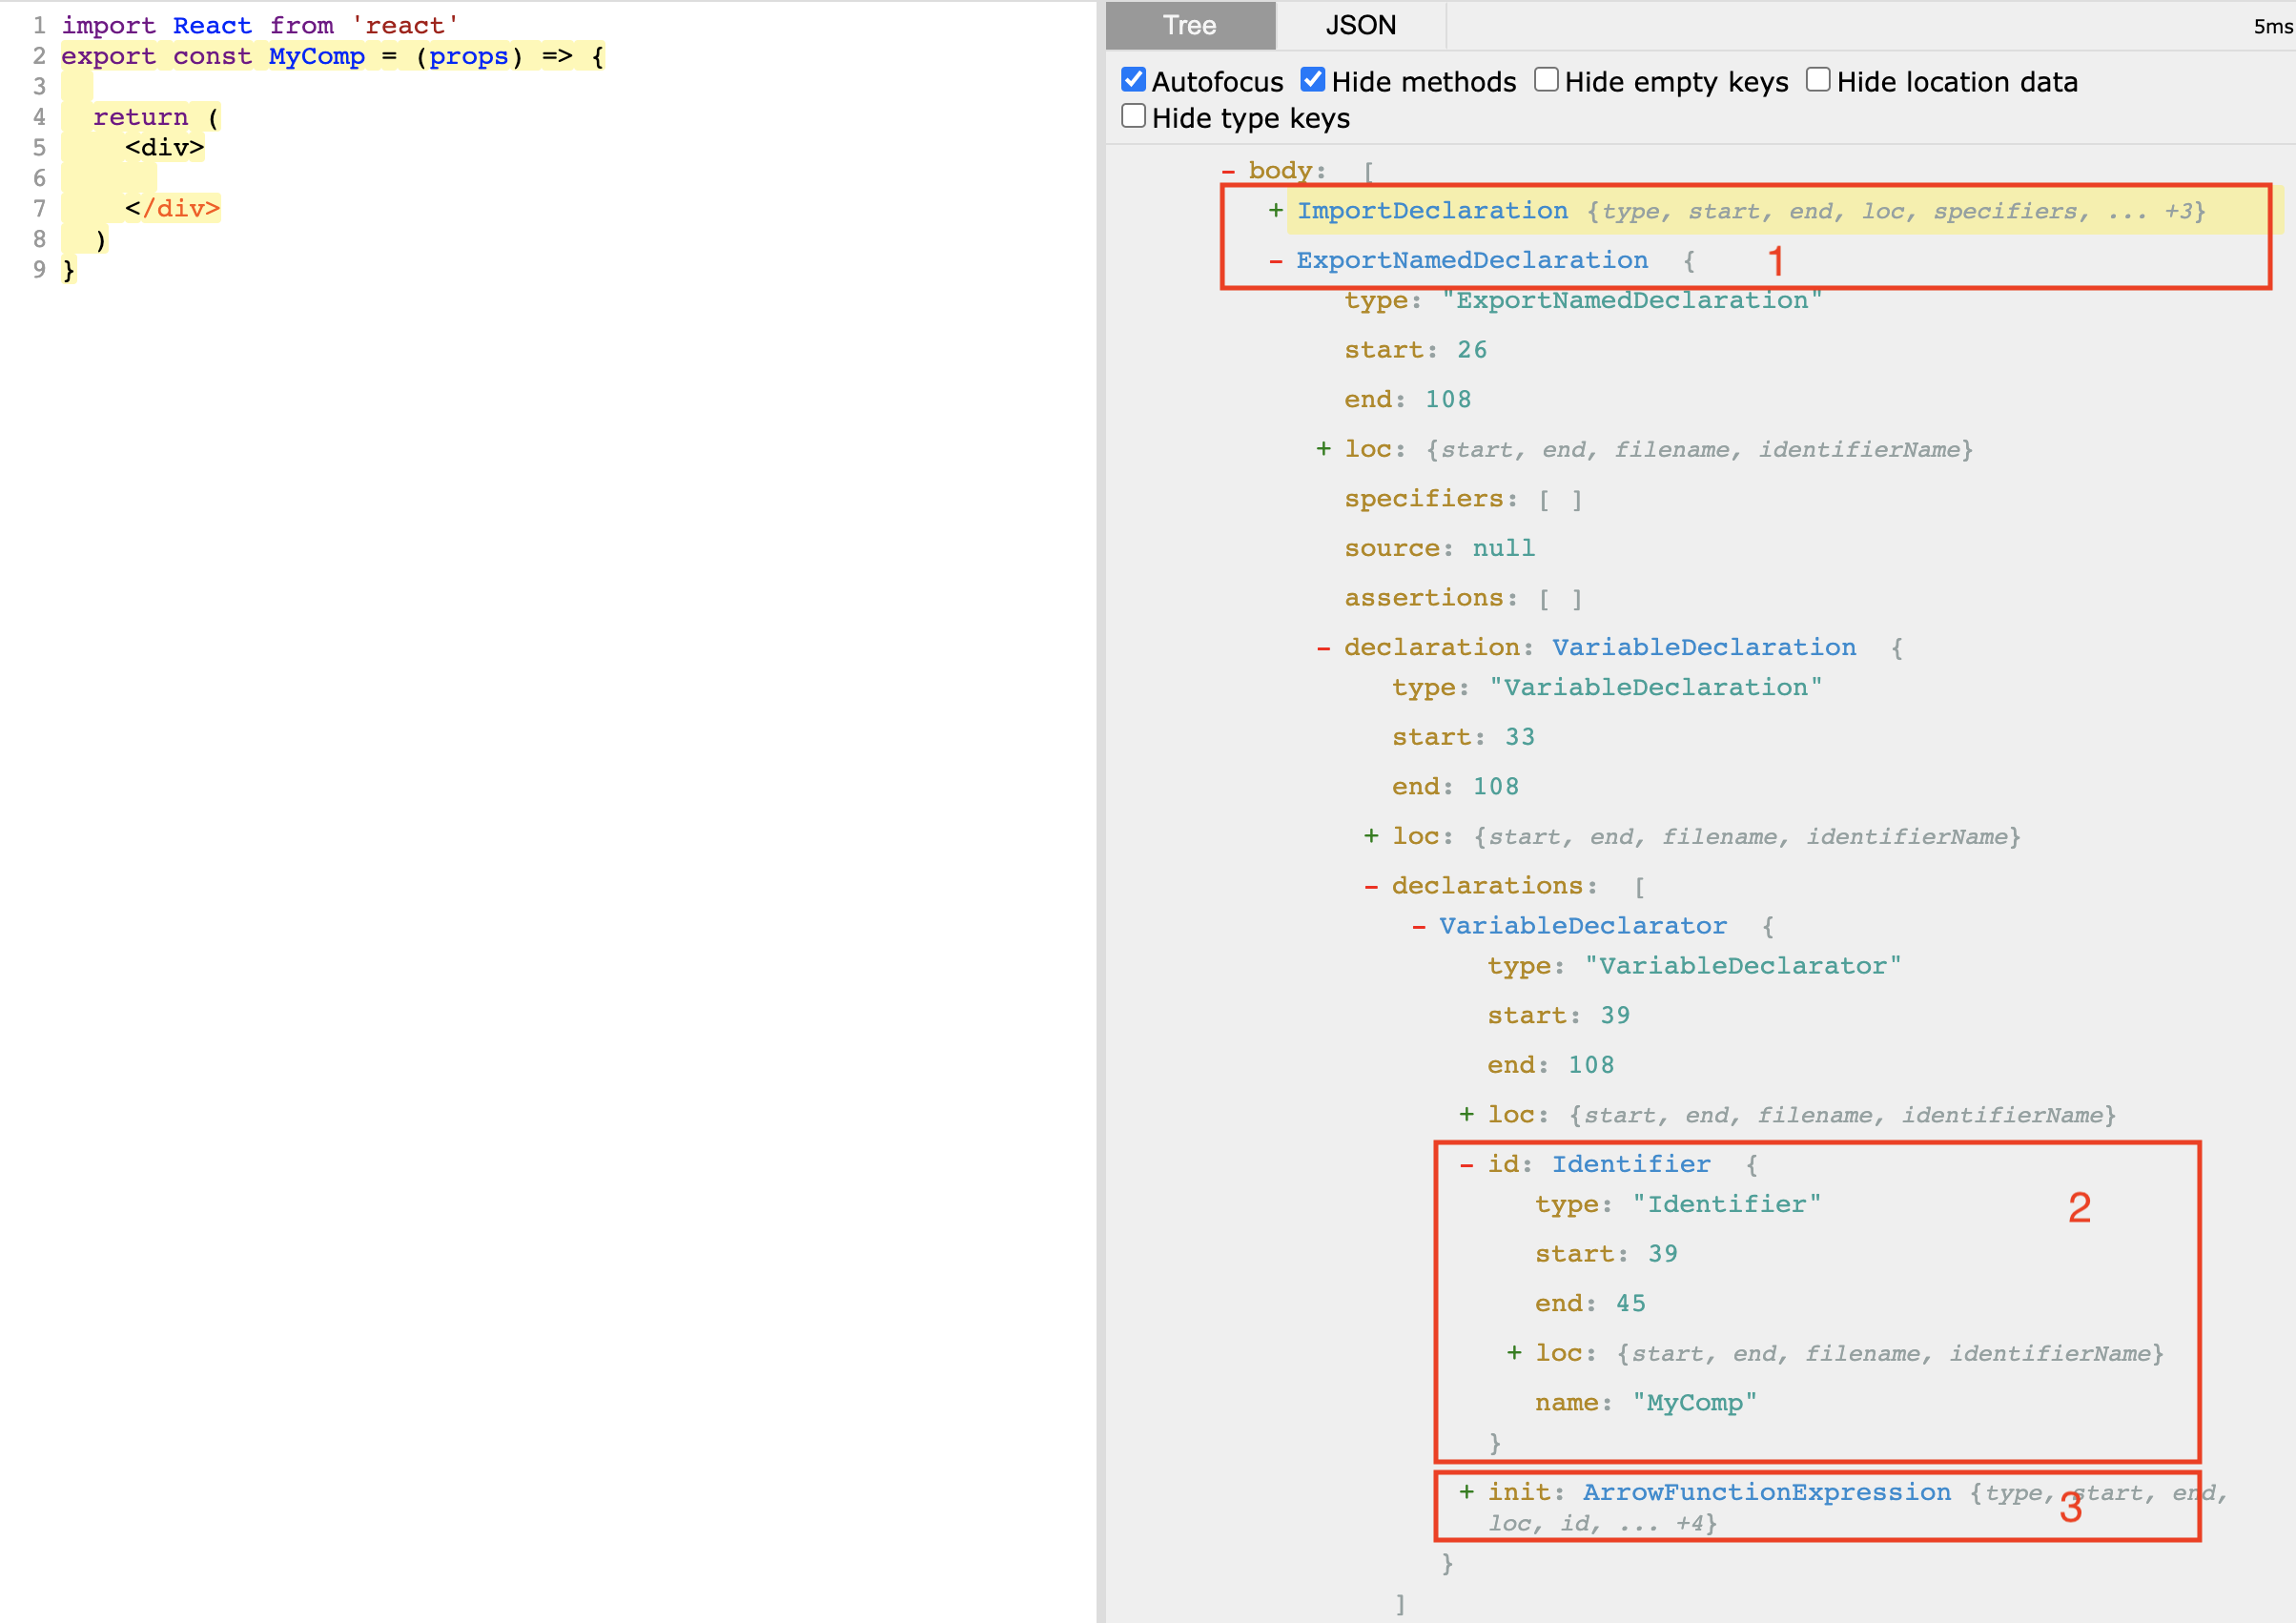 1 import React from 'react'
2 export const MyComp = (props) => {
3
4 return (
5 <div>
6
7 </div>
8 )
9 }
Tree JSON 5ms
Autofocus Hide methods Hide empty keys Hide location data
Hide type keys
- body: [
+ ImportDeclaration {type, start, end, loc, specifiers, ... +3}
- ExportNamedDeclaration { 1
type: "ExportNamedDeclaration"
start: 26
end: 108
+ loc: {start, end, filename, identifierName}
specifiers: [ ]
source: null
assertions: [ ]
- declaration: VariableDeclaration {
type: "VariableDeclaration"
start: 33
end: 108
+ loc: {start, end, filename, identifierName}
- declarations: [
- VariableDeclarator {
type: "VariableDeclarator"
start: 39
end: 108
+ loc: {start, end, filename, identifierName}
- id: Identifier {
type: "Identifier" 2
start: 39
end: 45
+ loc: {start, end, filename, identifierName}
name: "MyComp"
}
+ init: ArrowFunctionExpression {type, start, end,
loc, id, ... +4} 3
}
]